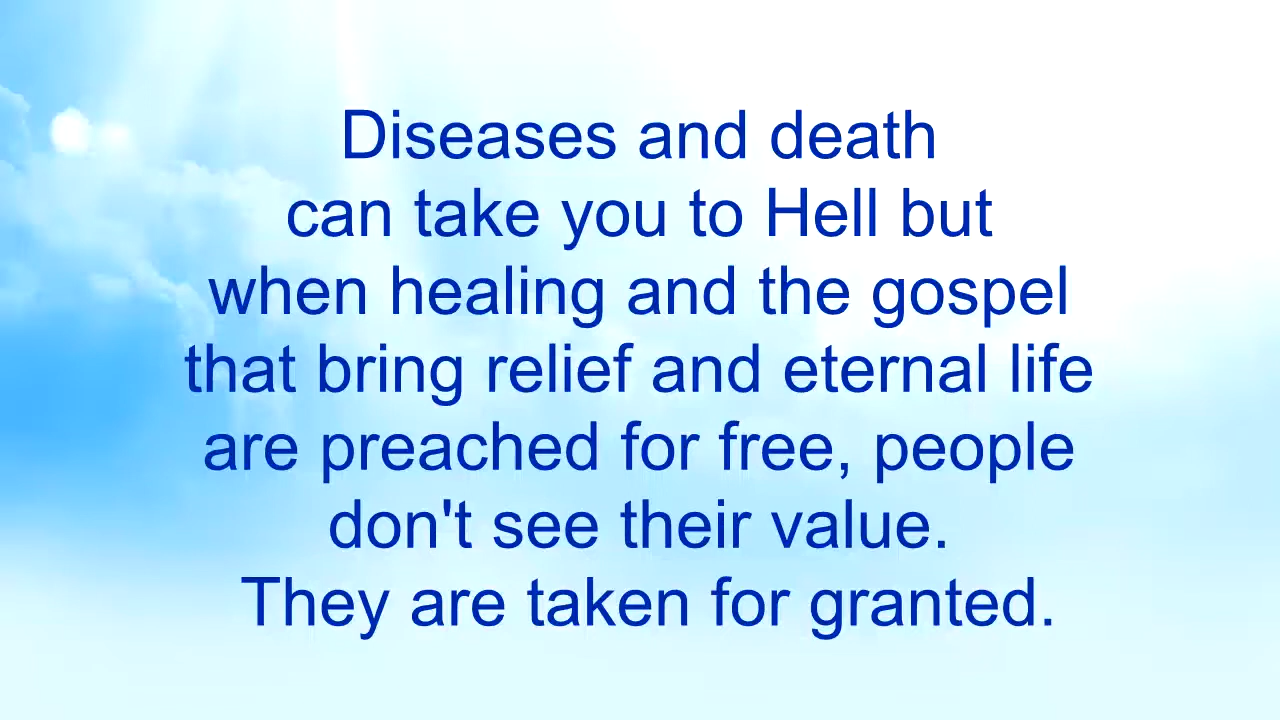 Diseases and death
can take you to Hell but
when healing and the gospel
that bring relief and eternal life
are preached for free, people
don't see their value.
They are taken for granted.